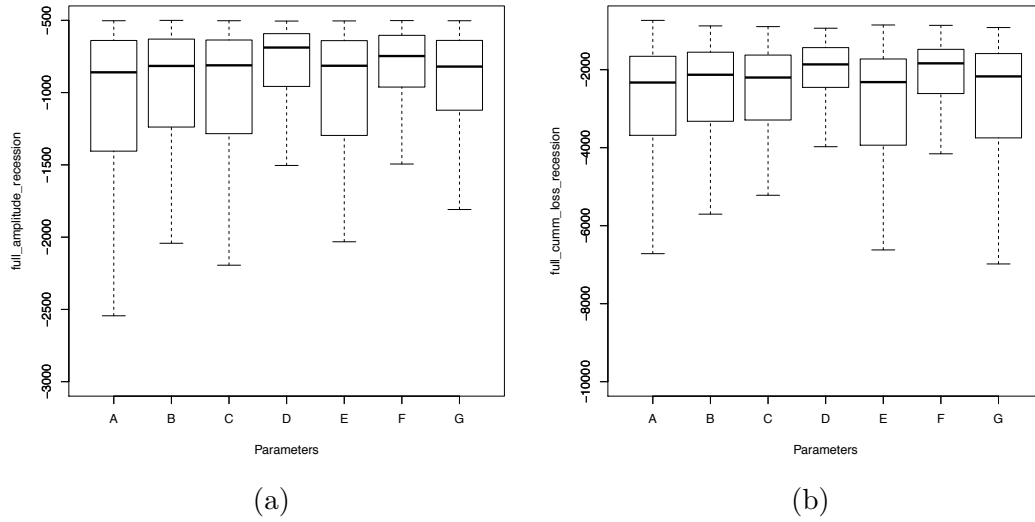 full_amplitude_recession
-500
-1000
-1500
-2000
-2500
-3000
A B C D E F G
Parameters
(a)
full_cumm_loss_recession
-2000
-4000
-6000
-8000
-10000
A B C D E F G
Parameters
(b)